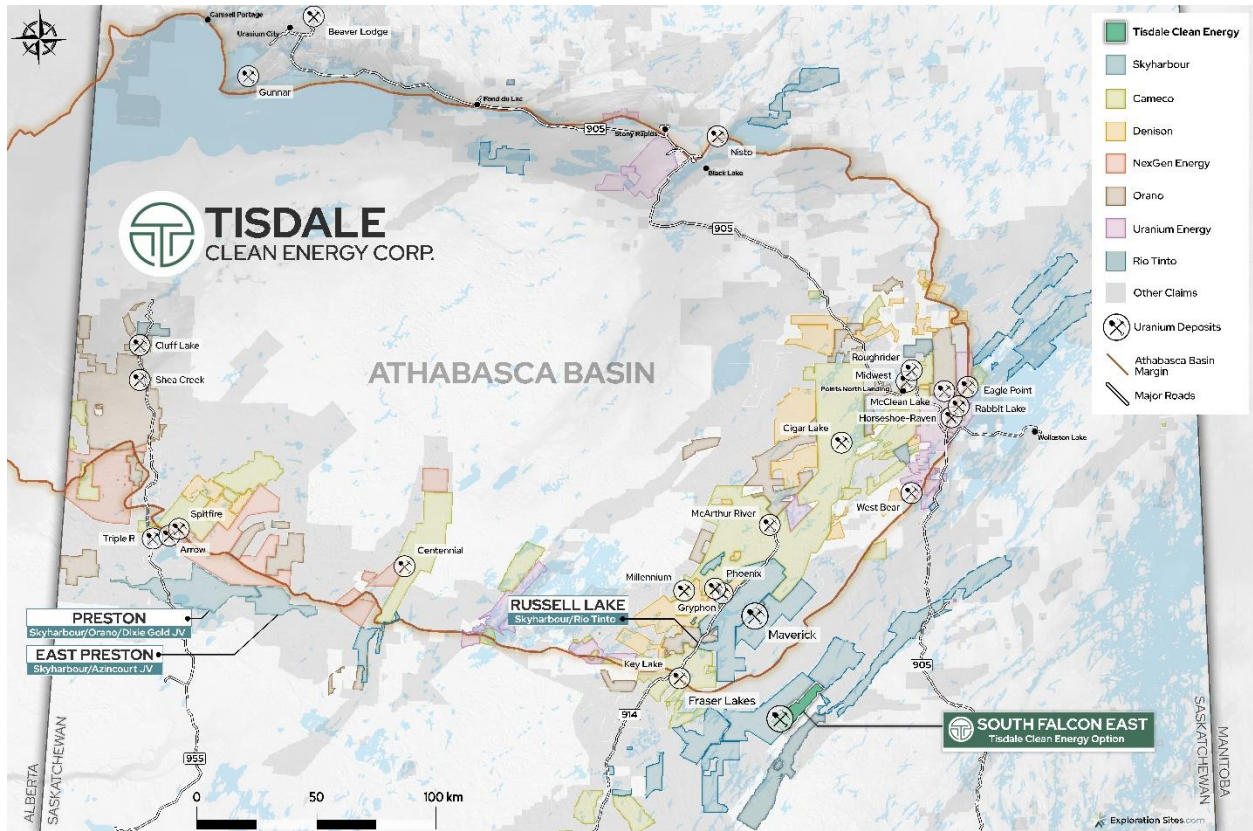 Camsell Portage
Uranium City
Beaver Lodge
Gunnar
Fond du Lac
905
Stony Rapids
Nisto
Black Lake
905
TISDALE
CLEAN ENERGY CORP.
ATHABASCA BASIN
Cluff Lake
Shea Creek
Roughrider
Midwest
Points North Landing
McClean Lake
Horseshoe-Raven
Eagle Point
Rabbit Lake
Wollaston Lake
Cigar Lake
West Bear
McArthur River
Spitfire
Triple R
Arrow
Centennial
Millennium
Phoenix
Gryphon
Maverick
PRESTON
Skyharbour/Orano/Dixie Gold JV
EAST PRESTON
Skyharbour/Azincourt JV
RUSSELL LAKE
Skyharbour/Rio Tinto
Key Lake
Fraser Lakes
905
914
955
SOUTH FALCON EAST
Tisdale Clean Energy Option
ALBERTA
SASKATCHEWAN
SASKATCHEWAN
MANITOBA
0 50 100 km
Exploration Sites.com
Tisdale Clean Energy
Skyharbour
Cameco
Denison
NexGen Energy
Orano
Uranium Energy
Rio Tinto
Other Claims
Uranium Deposits
Athabasca Basin
Margin
Major Roads